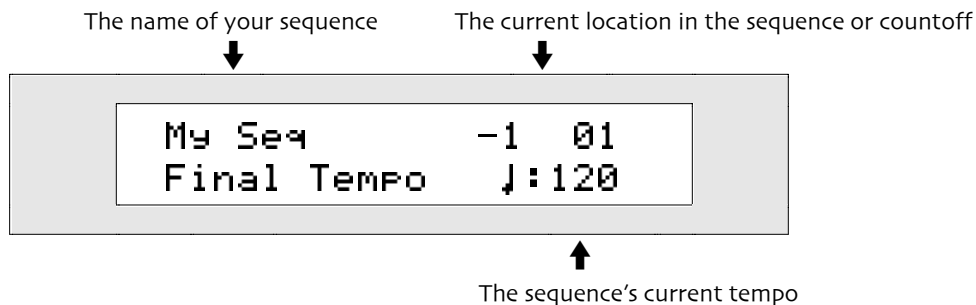 The name of your sequence The current location in the sequence or countoff
My Seq -1 01
Final Tempo ♩:120
The sequence's current tempo